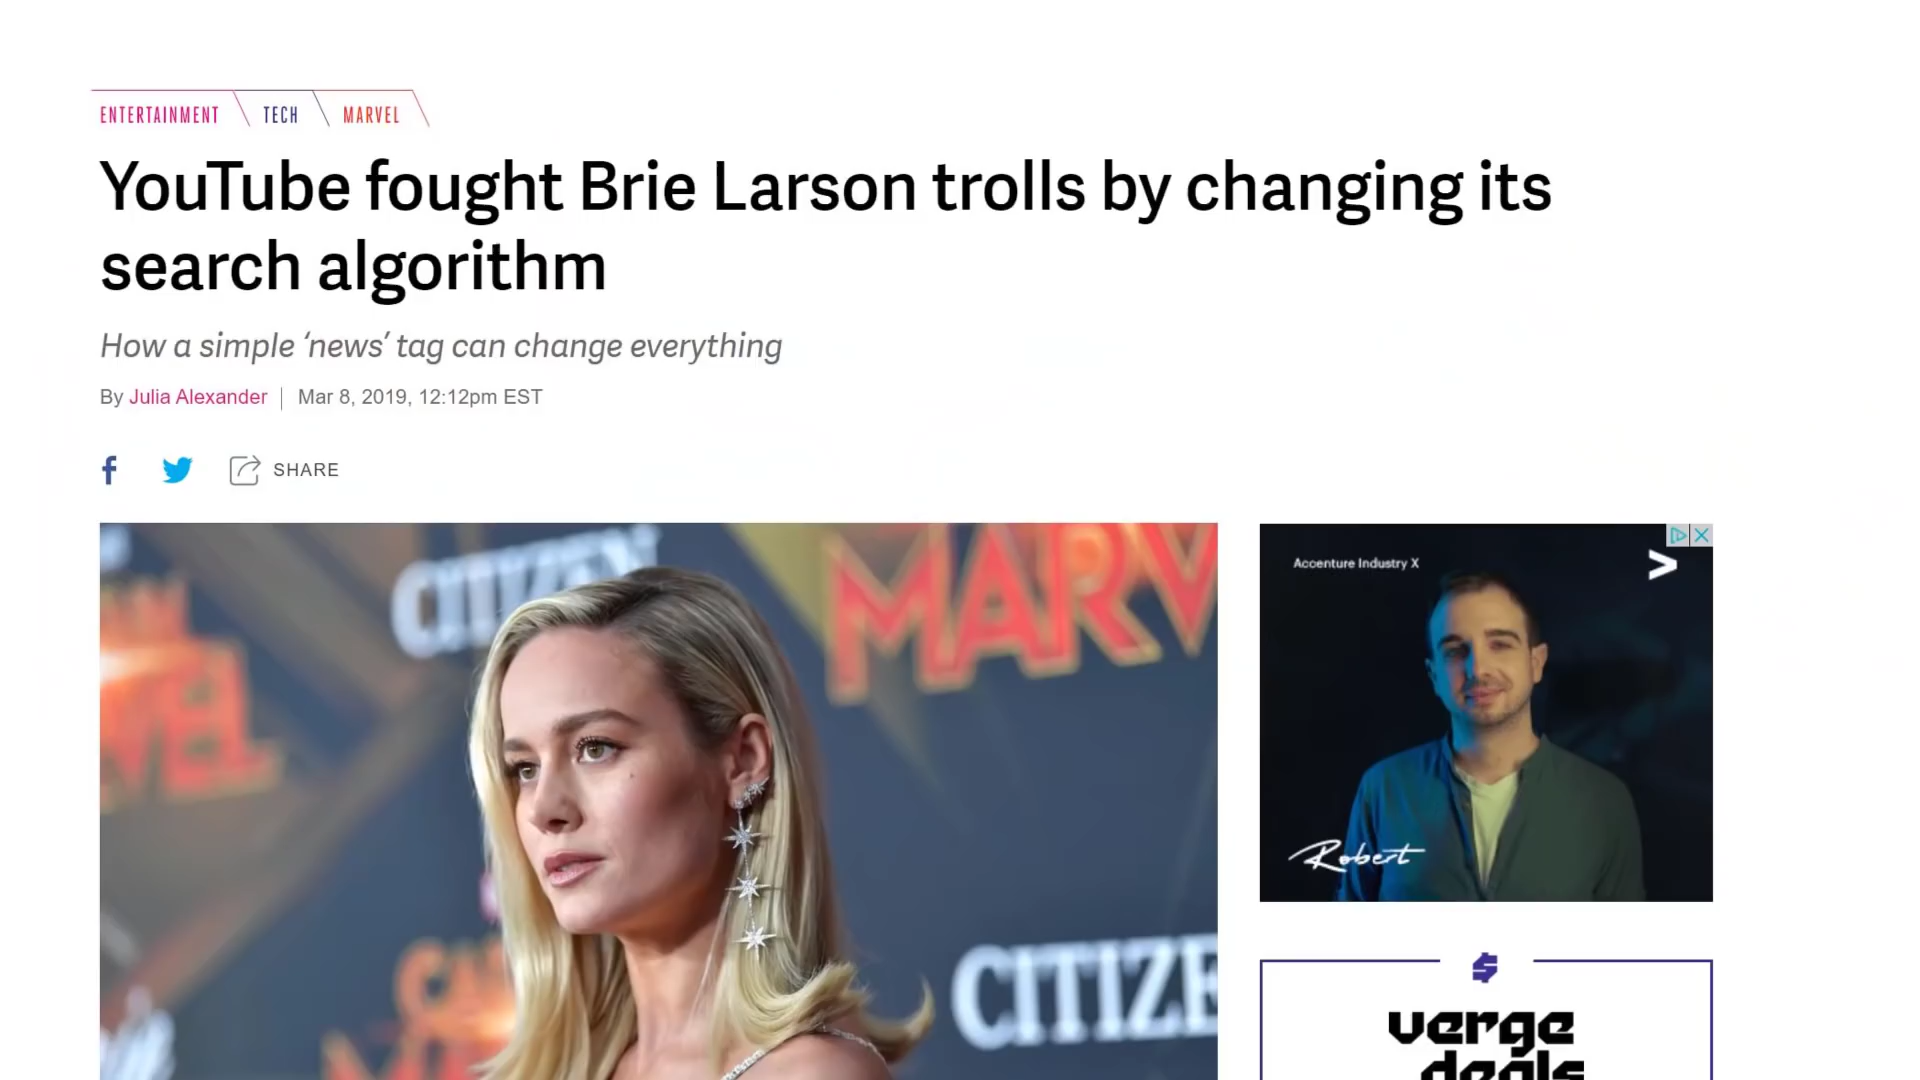 ENTERTAINMENT TECH MARVEL
YouTube fought Brie Larson trolls by changing its
search algorithm
How a simple ‘news’ tag can change everything
By Julia Alexander | Mar 8, 2019, 12:12pm EST
SHARE
CITIZEN
MARV
Accenture Industry X
Robert
CITIZE
verge
deals